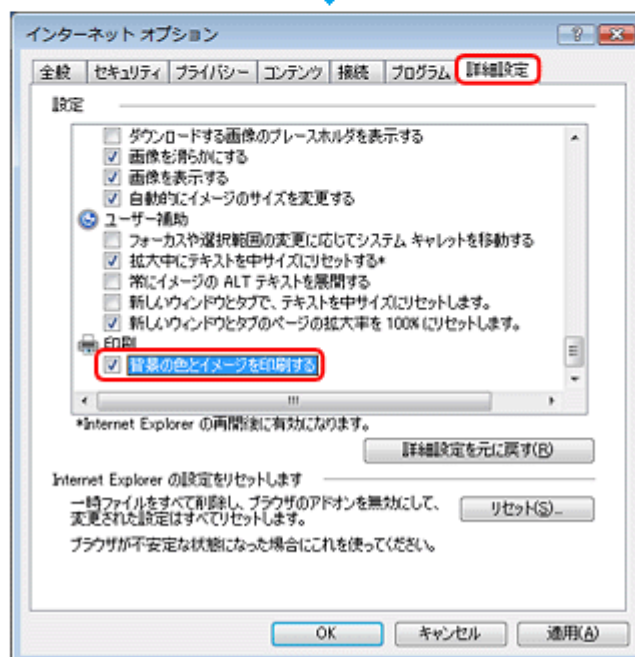 インターネット オプション
全般 セキュリティ プライバシー コンテンツ 接続 プログラム 詳細設定
設定
ダウンロードする画像のプレースホルダを表示する
画像を滑らかにする
画像を表示する
自動的にイメージのサイズを変更する
ユーザー補助
フォーカスや選択範囲の変更に応じてシステム キャレットを移動する
拡大中にテキストを中サイズにリセットする*
常にイメージの ALT テキストを展開する
新しいウィンドウとタブで、テキストを中サイズにリセットします。
新しいウィンドウとタブのページの拡大率を 100% にリセットします。
印刷
背景の色とイメージを印刷する
*Internet Explorer の再開後に有効になります。
詳細設定を元に戻す(R)
Internet Explorer の設定をリセットします
一時ファイルをすべて削除し、ブラウザのアドオンを無効にして、
変更された設定はすべてリセットします。
リセット(S)...
ブラウザが不安定な状態になった場合にこれを使ってください。
OK キャンセル 適用(A)